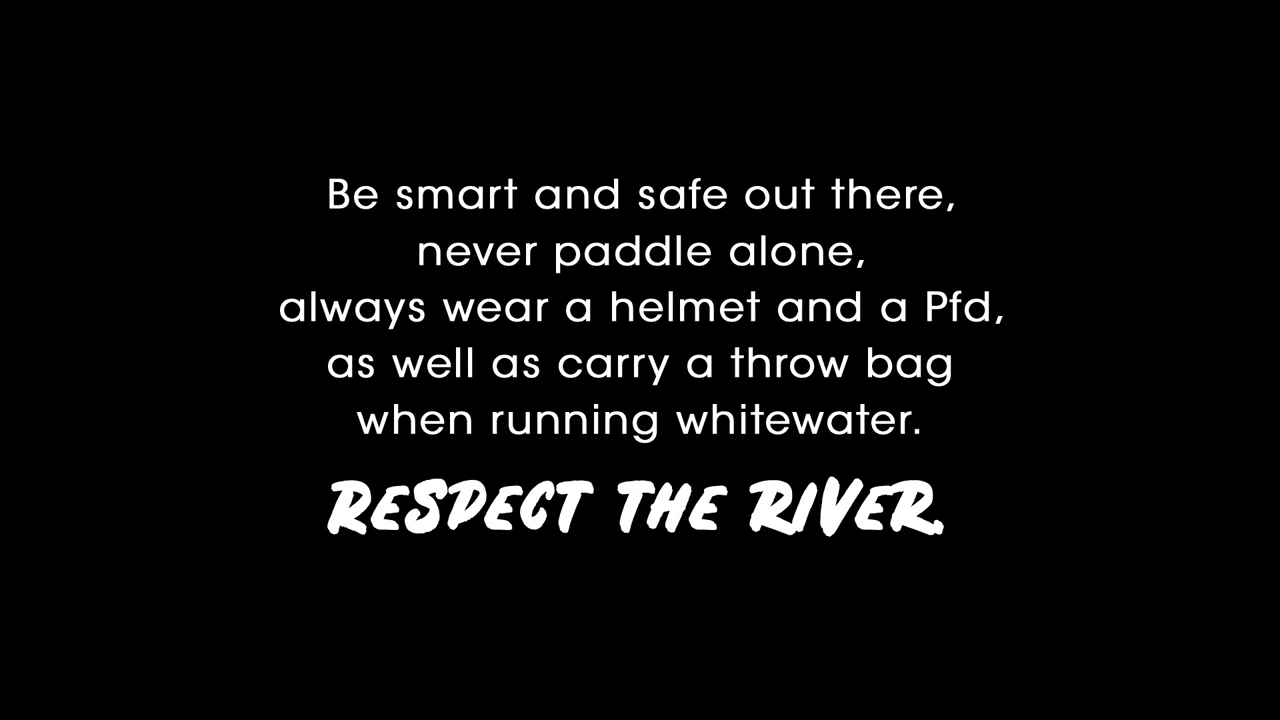 Be smart and safe out there,
never paddle alone,
always wear a helmet and a Pfd,
as well as carry a throw bag
when running whitewater.
RESPECT THE RIVER.